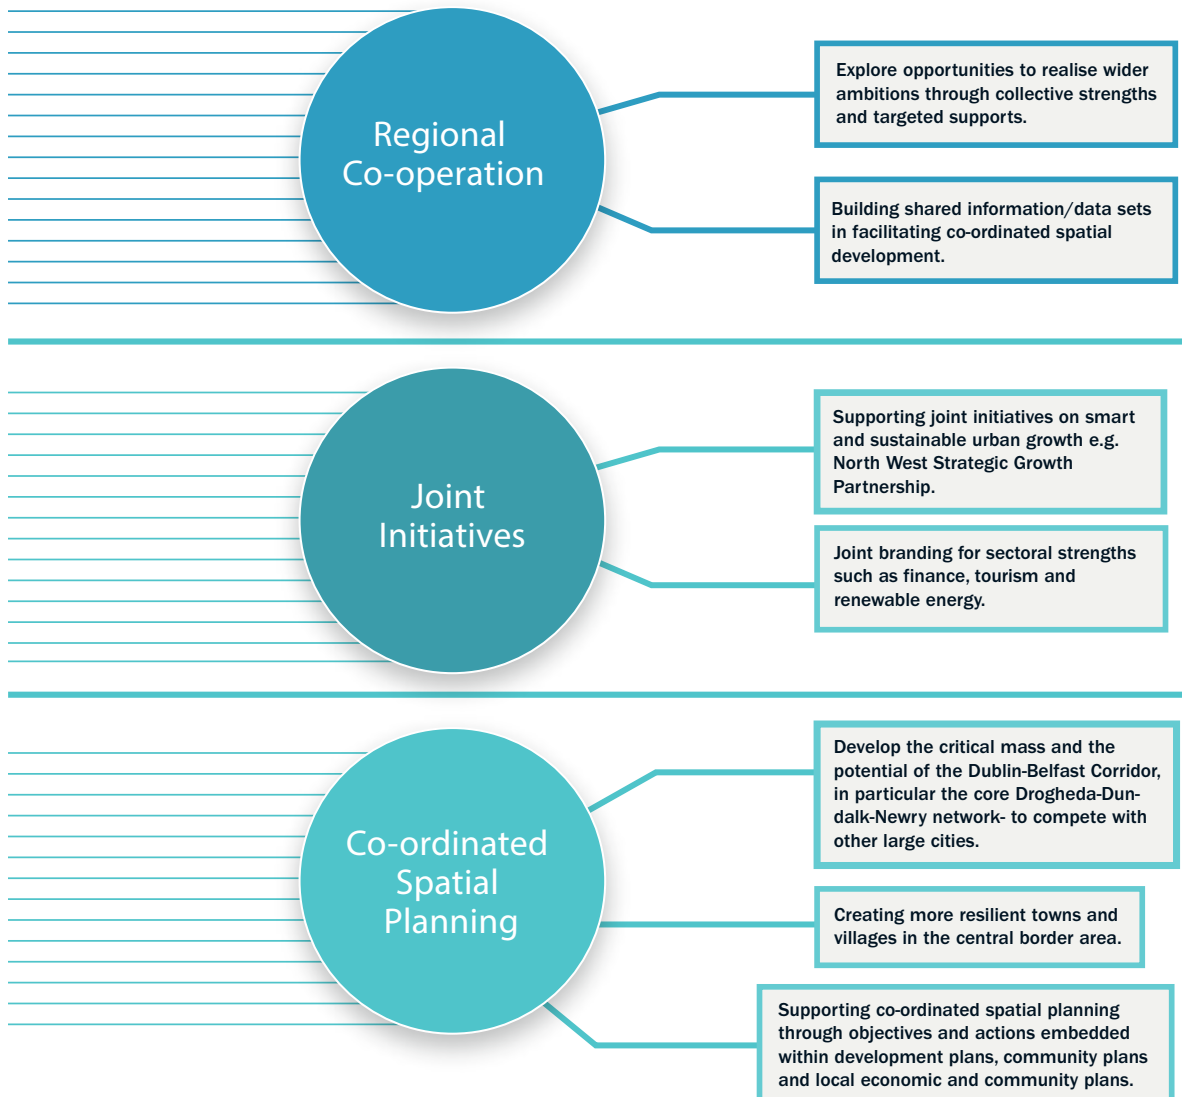 Regional
Co-operation
Explore opportunities to realise wider
ambitions through collective strengths
and targeted supports.
Building shared information/data sets
in facilitating co-ordinated spatial
development.
Joint
Initiatives
Supporting joint initiatives on smart
and sustainable urban growth e.g.
North West Strategic Growth
Partnership.
Joint branding for sectoral strengths
such as finance, tourism and
renewable energy.
Co-ordinated
Spatial
Planning
Develop the critical mass and the
potential of the Dublin-Belfast Corridor,
in particular the core Drogheda-Dun-
dalk-Newry network- to compete with
other large cities.
Creating more resilient towns and
villages in the central border area.
Supporting co-ordinated spatial planning
through objectives and actions embedded
within development plans, community plans
and local economic and community plans.